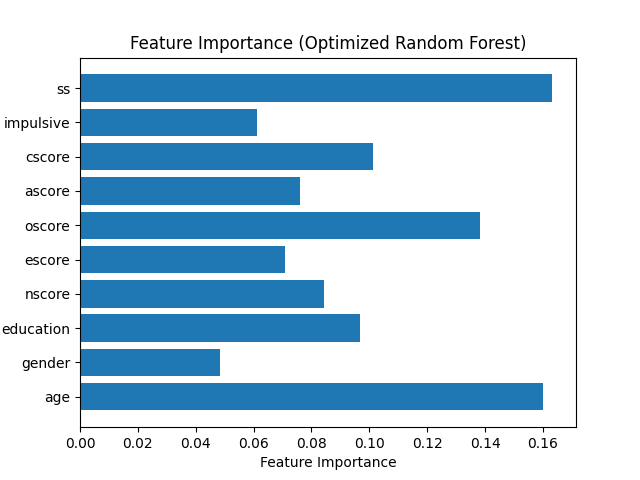 Feature Importance (Optimized Random Forest)
ss
impulsive
cscore
ascore
oscore
escore
nscore
education
gender
age
0.00 0.02 0.04 0.06 0.08 0.10 0.12 0.14 0.16
Feature Importance